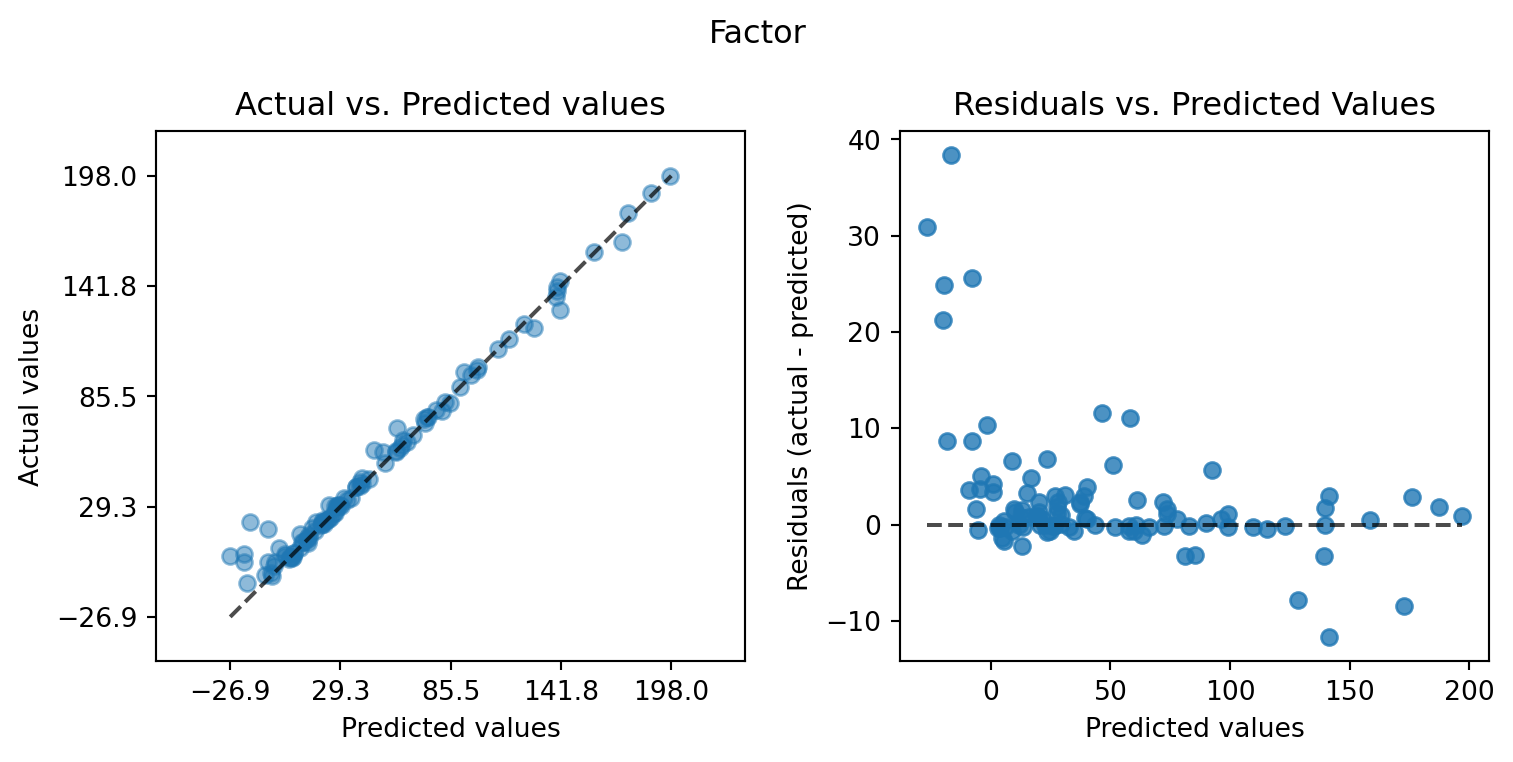 Factor
Actual vs. Predicted values
Actual values
198.0
141.8
85.5
29.3
−26.9
−26.9 29.3 85.5 141.8 198.0
Predicted values
Residuals vs. Predicted Values
Residuals (actual - predicted)
40
30
20
10
0
−10
0 50 100 150 200
Predicted values